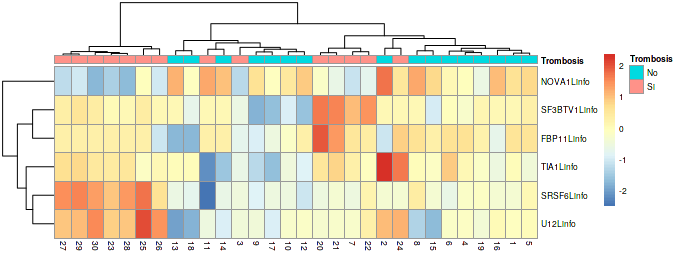 Trombosis
Trombosis
No
SI
NOVA1Linfo
SF3BTV1Linfo
FBP11Linfo
TIA1Linfo
SRSF6Linfo
U12Linfo
2
1
0
-1
-2
27 29 30 23 28 25 26 13 18 11 14 3 9 17 10 12 20 21 7 22 2 24 8 15 6 4 19 16 1 5